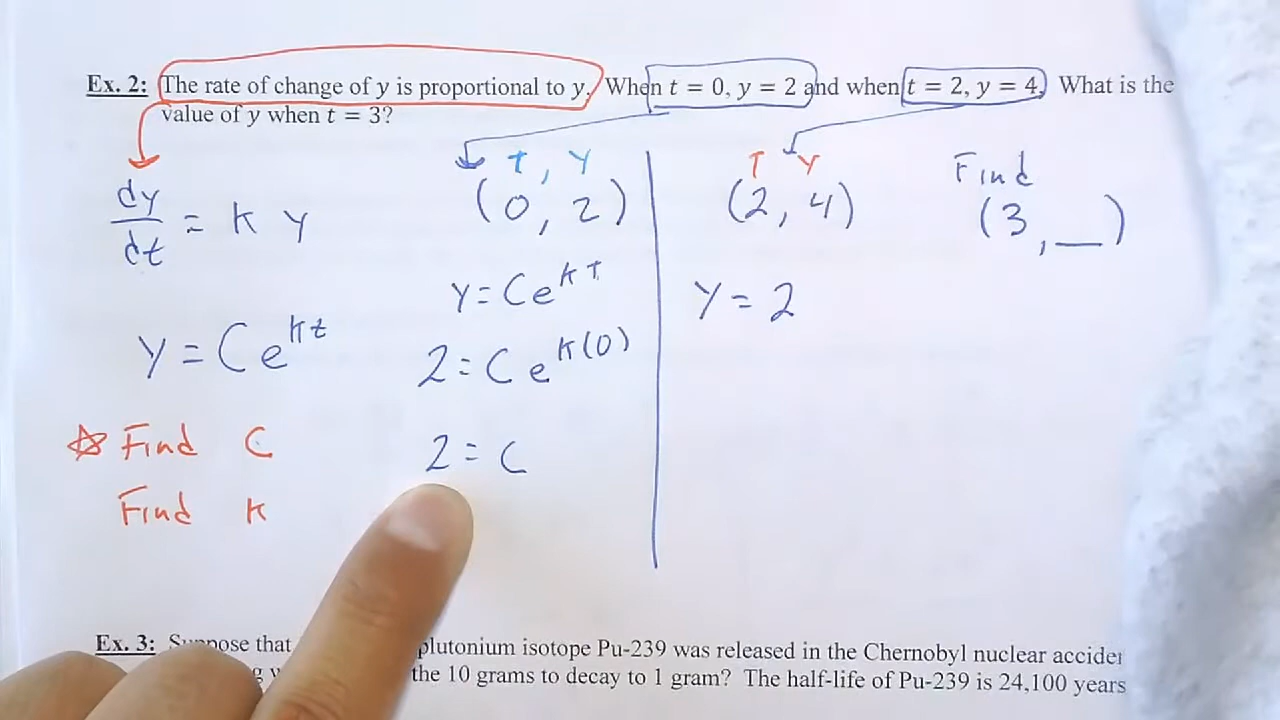 Ex. 2: The rate of change of y is proportional to y. When t = 0, y = 2 and when t = 2, y = 4. What is the
value of y when t = 3?
dy/dt = k y
y = Ce^kt
☆ Find C
Find k
T, Y
(0, 2)
y = Ce^kT
2 = Ce^k(0)
2 = C
T Y
(2, 4)
Y = 2
Find
(3, __)
Ex. 3: Suppose that plutonium isotope Pu-239 was released in the Chernobyl nuclear
the 10 grams to decay to 1 gram? The half-life of Pu-239 is 24,100 years